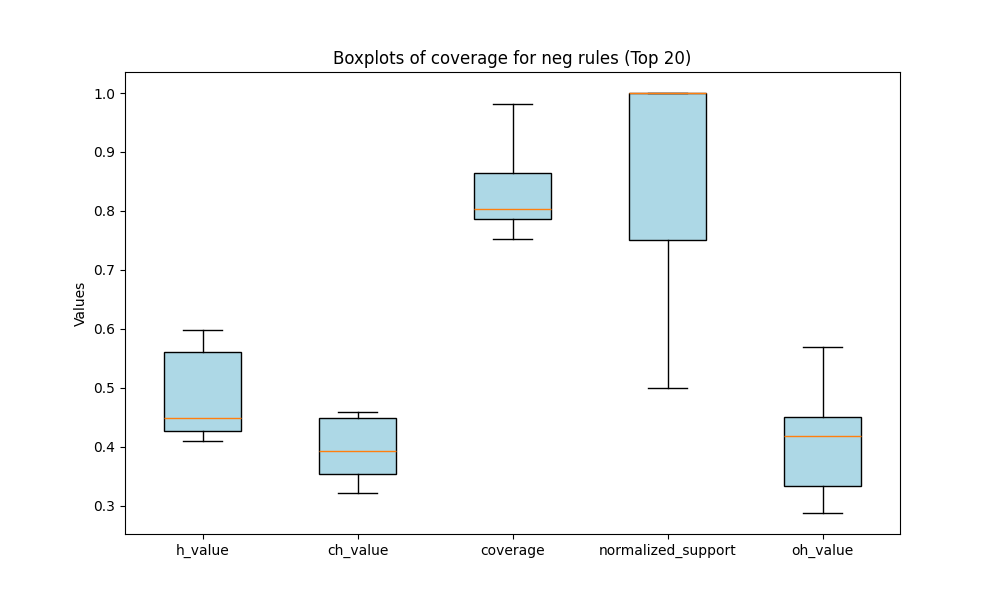 Boxplots of coverage for neg rules (Top 20)
Values
1.0
0.9
0.8
0.7
0.6
0.5
0.4
0.3
h_value
ch_value
coverage
normalized_support
oh_value